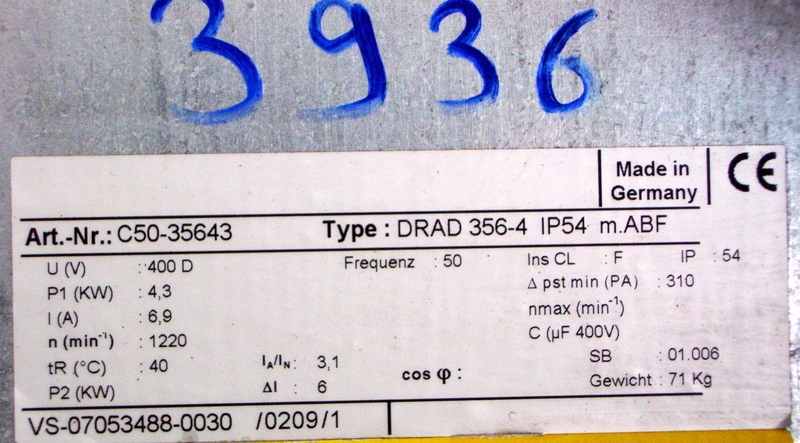 3936
Made in
Germany
CE
Art.-Nr.: C50-35643 Type : DRAD 356-4 IP54 m.ABF
U (V) : 400 D Frequenz : 50 Ins CL : F IP : 54
P1 (KW) : 4,3 Δ pst min (PA) : 310
I (A) : 6,9 nmax (min⁻¹)
n (min⁻¹) : 1220 C (µF 400V)
tR (°C) : 40 I_A/I_N : 3,1 cos φ : SB : 01.006
P2 (KW) ΔI : 6 Gewicht : 71 Kg
VS-07053488-0030 /0209/1